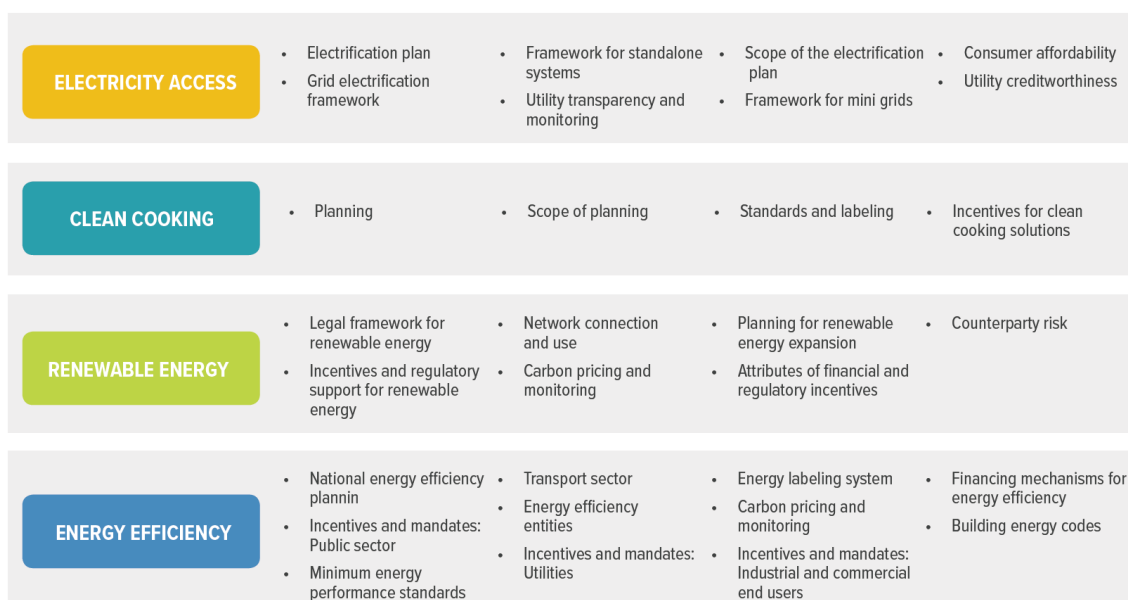 ELECTRICITY ACCESS
• Electrification plan
• Grid electrification
framework
• Framework for standalone
systems
• Utility transparency and
monitoring
• Scope of the electrification
plan
• Framework for mini grids
• Consumer affordability
• Utility creditworthiness
CLEAN COOKING
• Planning
• Scope of planning
• Standards and labeling
• Incentives for clean
cooking solutions
RENEWABLE ENERGY
• Legal framework for
renewable energy
• Incentives and regulatory
support for renewable
energy
• Network connection
and use
• Carbon pricing and
monitoring
• Planning for renewable
energy expansion
• Attributes of financial and
regulatory incentives
• Counterparty risk
ENERGY EFFICIENCY
• National energy efficiency
plannin
• Incentives and mandates:
Public sector
• Minimum energy
performance standards
• Transport sector
• Energy efficiency
entities
• Incentives and mandates:
Utilities
• Energy labeling system
• Carbon pricing and
monitoring
• Incentives and mandates:
Industrial and commercial
end users
• Financing mechanisms for
energy efficiency
• Building energy codes